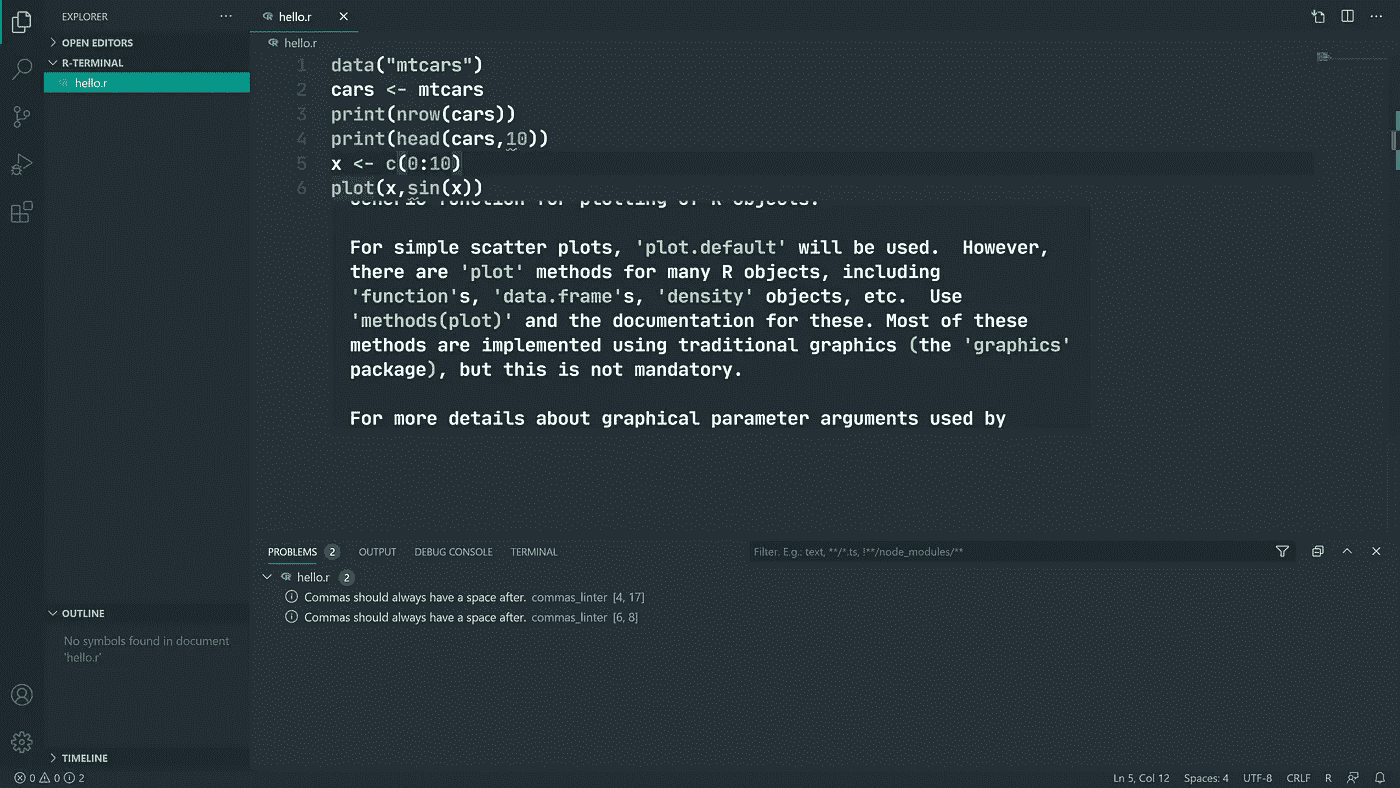 EXPLORER
OPEN EDITORS
R-TERMINAL
hello.r
hello.r
hello.r
1 data("mtcars")
2 cars <- mtcars
3 print(nrow(cars))
4 print(head(cars,10))
5 x <- c(0:10)
6 plot(x,sin(x))
Generic function for plotting of R objects.
For simple scatter plots, 'plot.default' will be used.  However,
there are 'plot' methods for many R objects, including
'function's, 'data.frame's, 'density' objects, etc.  Use
'methods(plot)' and the documentation for these. Most of these
methods are implemented using traditional graphics (the 'graphics'
package), but this is not mandatory.
For more details about graphical parameter arguments used by
PROBLEMS 2 OUTPUT DEBUG CONSOLE TERMINAL Filter. E.g.: text, **/*.ts, !**/node_modules/**
hello.r 2
Commas should always have a space after. commas_linter [4, 17]
Commas should always have a space after. commas_linter [6, 8]
OUTLINE
No symbols found in document
'hello.r'
TIMELINE
0 0 2 Ln 5, Col 12 Spaces: 4 UTF-8 CRLF R